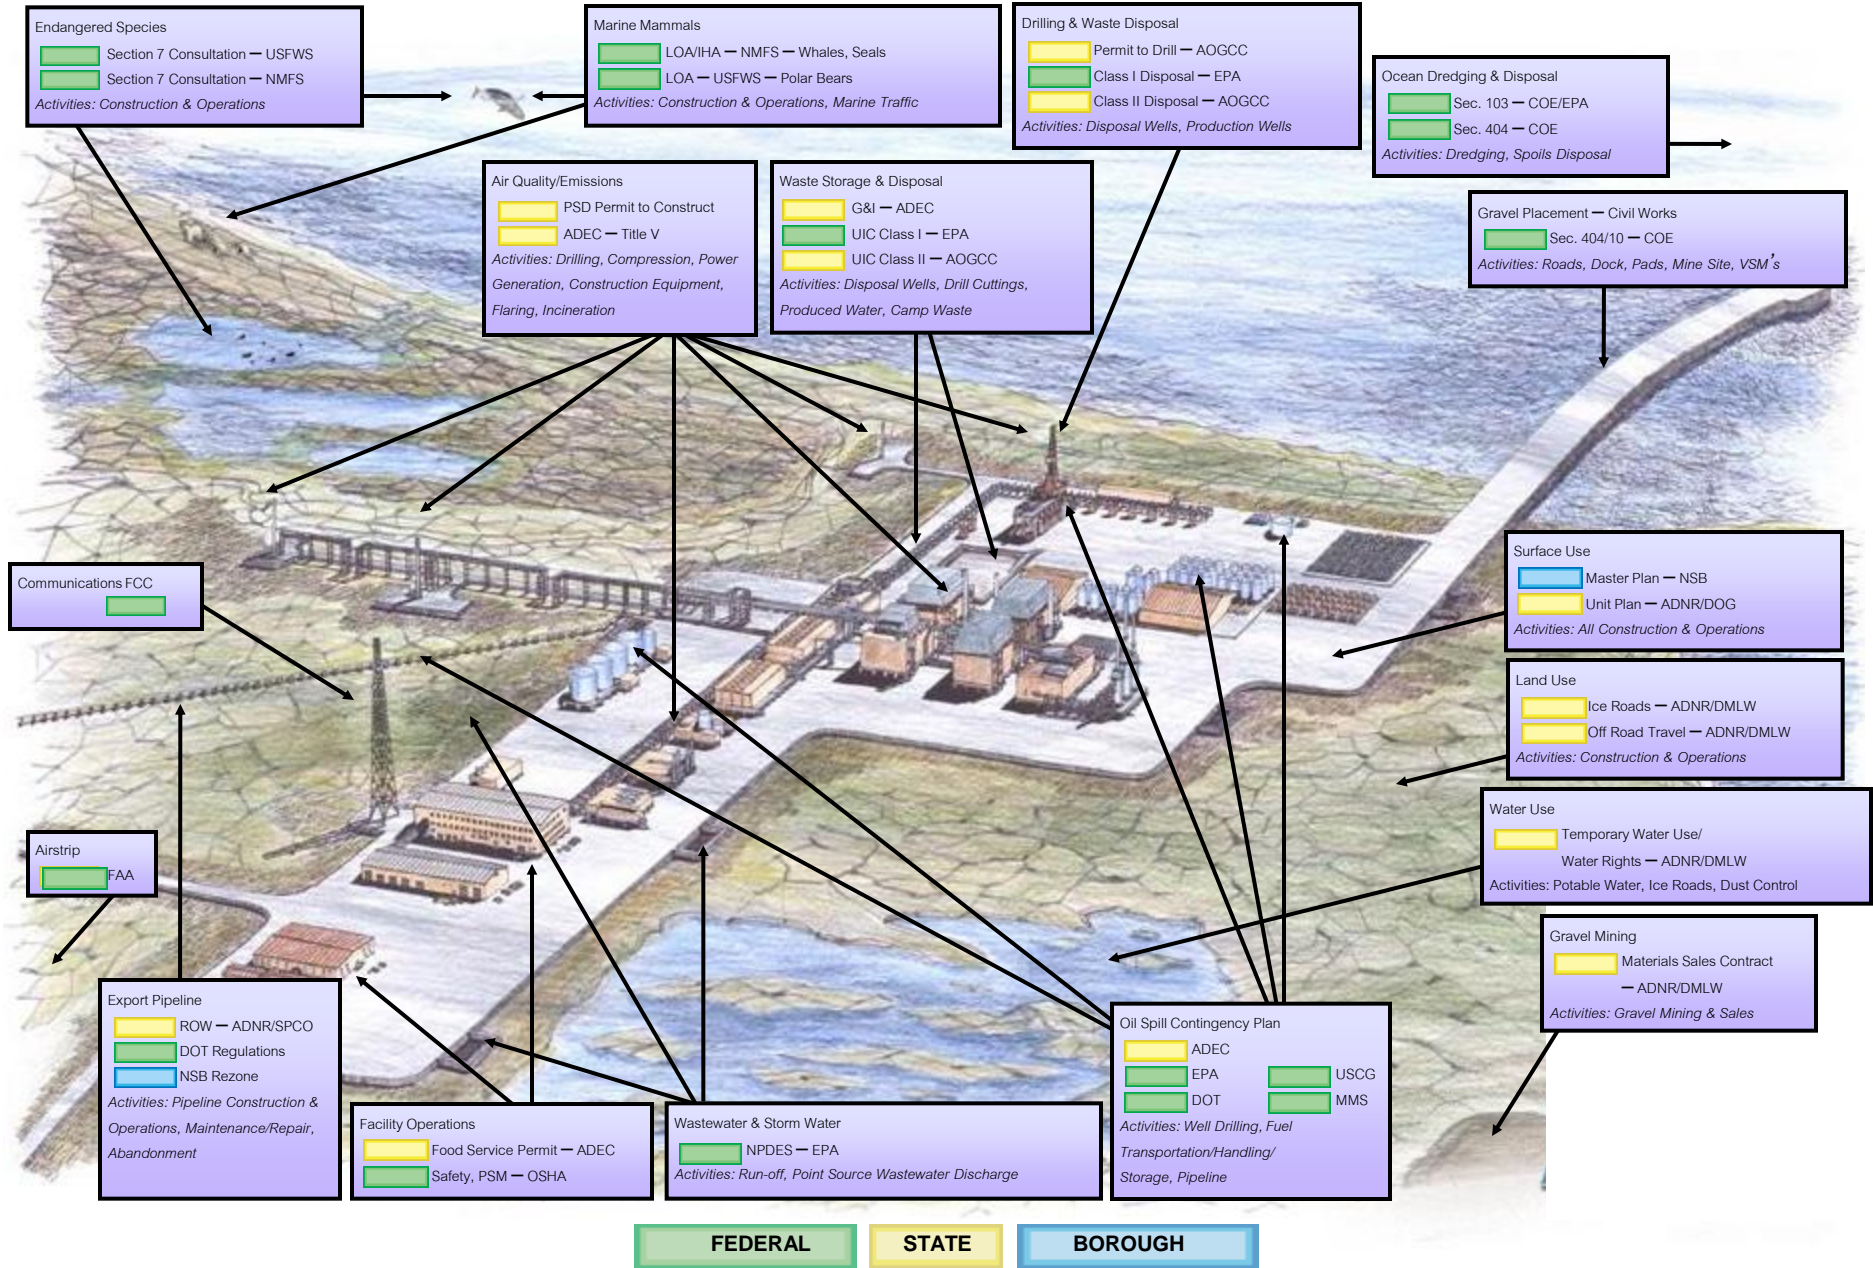 Endangered Species
Section 7 Consultation — USFWS
Section 7 Consultation — NMFS
Activities: Construction & Operations
Marine Mammals
LOA/IHA — NMFS — Whales, Seals
LOA — USFWS — Polar Bears
Activities: Construction & Operations, Marine Traffic
Drilling & Waste Disposal
Permit to Drill — AOGCC
Class I Disposal — EPA
Class II Disposal — AOGCC
Activities: Disposal Wells, Production Wells
Ocean Dredging & Disposal
Sec. 103 — COE/EPA
Sec. 404 — COE
Activities: Dredging, Spoils Disposal
Air Quality/Emissions
PSD Permit to Construct
ADEC — Title V
Activities: Drilling, Compression, Power
Generation, Construction Equipment,
Flaring, Incineration
Waste Storage & Disposal
G&I — ADEC
UIC Class I — EPA
UIC Class II — AOGCC
Activities: Disposal Wells, Drill Cuttings,
Produced Water, Camp Waste
Gravel Placement — Civil Works
Sec. 404/10 — COE
Activities: Roads, Dock, Pads, Mine Site, VSM's
Communications FCC
Surface Use
Master Plan — NSB
Unit Plan — ADNR/DOG
Activities: All Construction & Operations
Land Use
Ice Roads — ADNR/DMLW
Off Road Travel — ADNR/DMLW
Activities: Construction & Operations
Water Use
Temporary Water Use/
Water Rights — ADNR/DMLW
Activities: Potable Water, Ice Roads, Dust Control
Airstrip
FAA
Gravel Mining
Materials Sales Contract
— ADNR/DMLW
Activities: Gravel Mining & Sales
Export Pipeline
ROW — ADNR/SPCO
DOT Regulations
NSB Rezone
Activities: Pipeline Construction &
Operations, Maintenance/Repair,
Abandonment
Facility Operations
Food Service Permit — ADEC
Safety, PSM — OSHA
Wastewater & Storm Water
NPDES — EPA
Activities: Run-off, Point Source Wastewater Discharge
Oil Spill Contingency Plan
ADEC
EPA USCG
DOT MMS
Activities: Well Drilling, Fuel
Transportation/Handling/
Storage, Pipeline
FEDERAL STATE BOROUGH